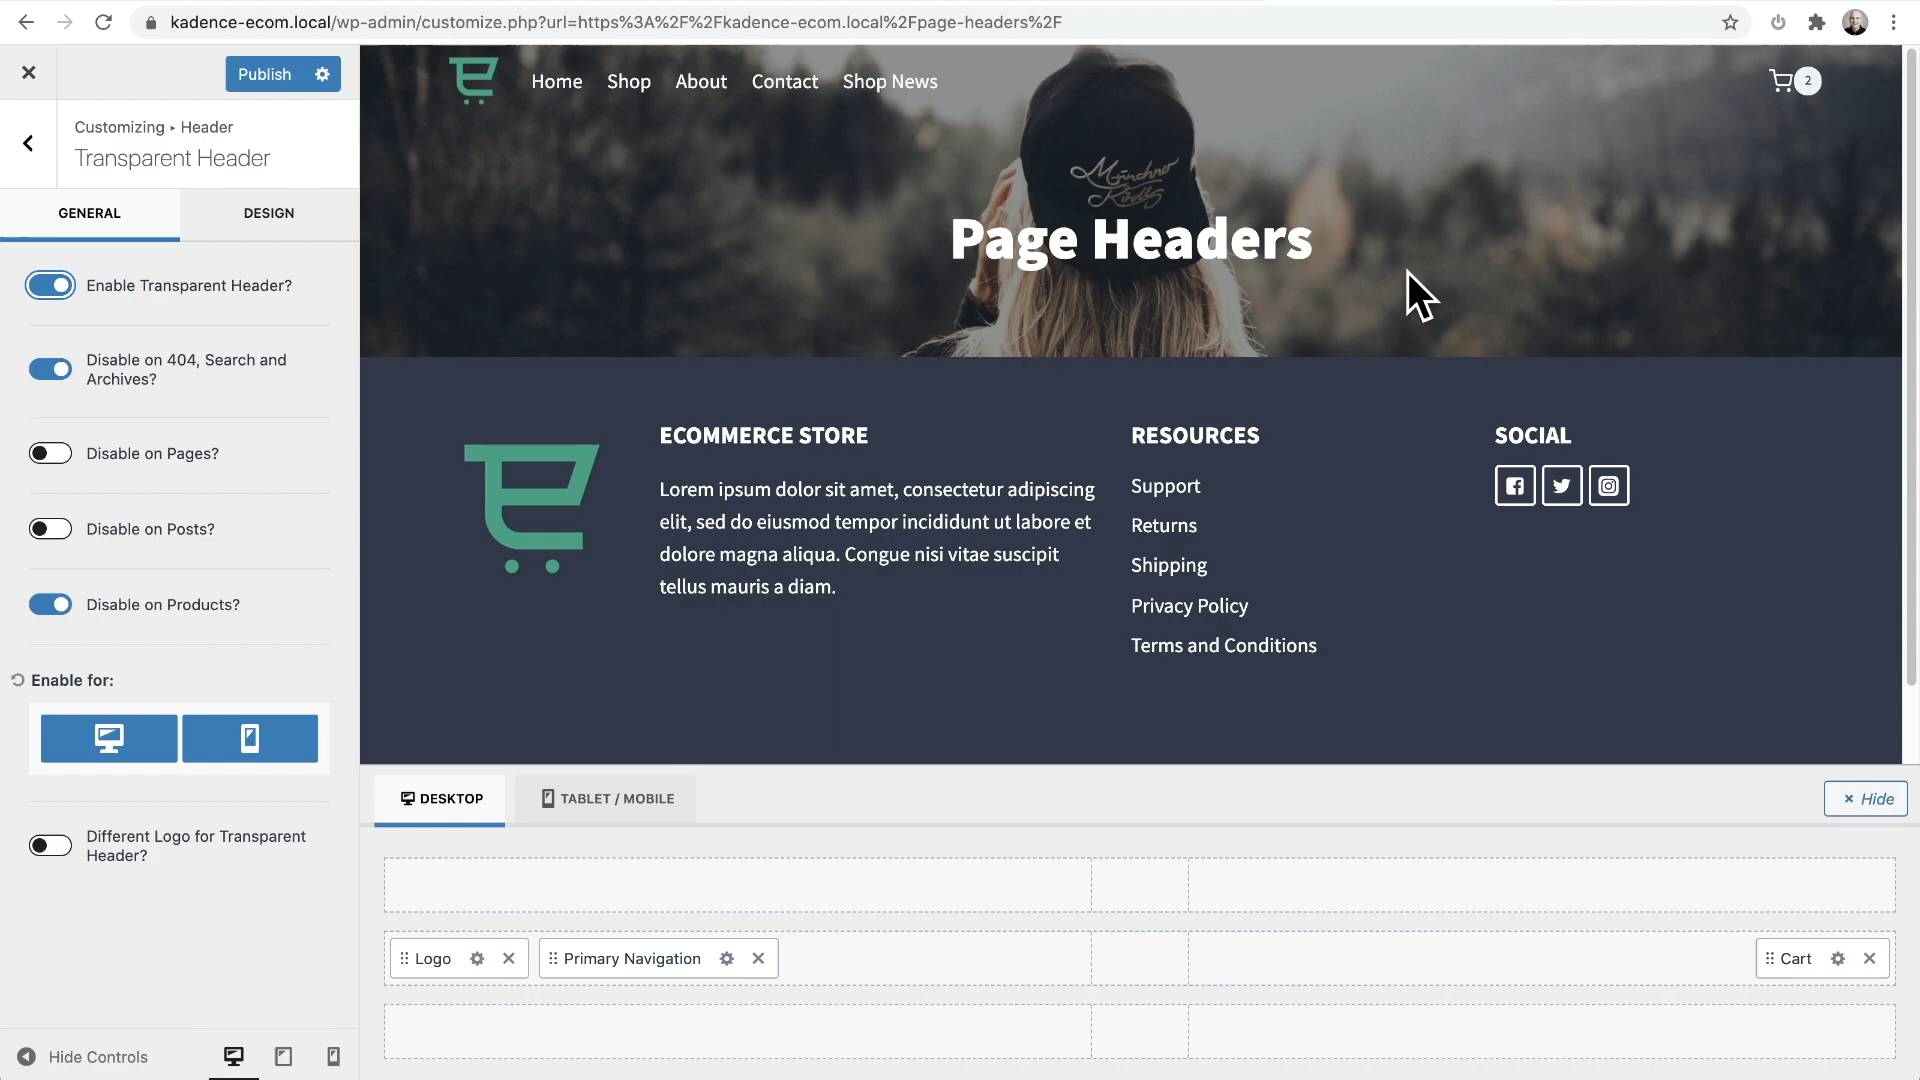 kadence-ecom.local/wp-admin/customize.php?url=https%3A%2F%2Fkadence-ecom.local%2Fpage-headers%2F
Publish
Customizing ▸ Header
Transparent Header
GENERAL
DESIGN
Enable Transparent Header?
Disable on 404, Search and
Archives?
Disable on Pages?
Disable on Posts?
Disable on Products?
Enable for:
Different Logo for Transparent
Header?
Hide Controls
Home
Shop
About
Contact
Shop News
2
Münchner
Kindl
Page Headers
ECOMMERCE STORE
Lorem ipsum dolor sit amet, consectetur adipiscing
elit, sed do eiusmod tempor incididunt ut labore et
dolore magna aliqua. Congue nisi vitae suscipit
tellus mauris a diam.
RESOURCES
Support
Returns
Shipping
Privacy Policy
Terms and Conditions
SOCIAL
DESKTOP
TABLET / MOBILE
× Hide
Logo
Primary Navigation
Cart